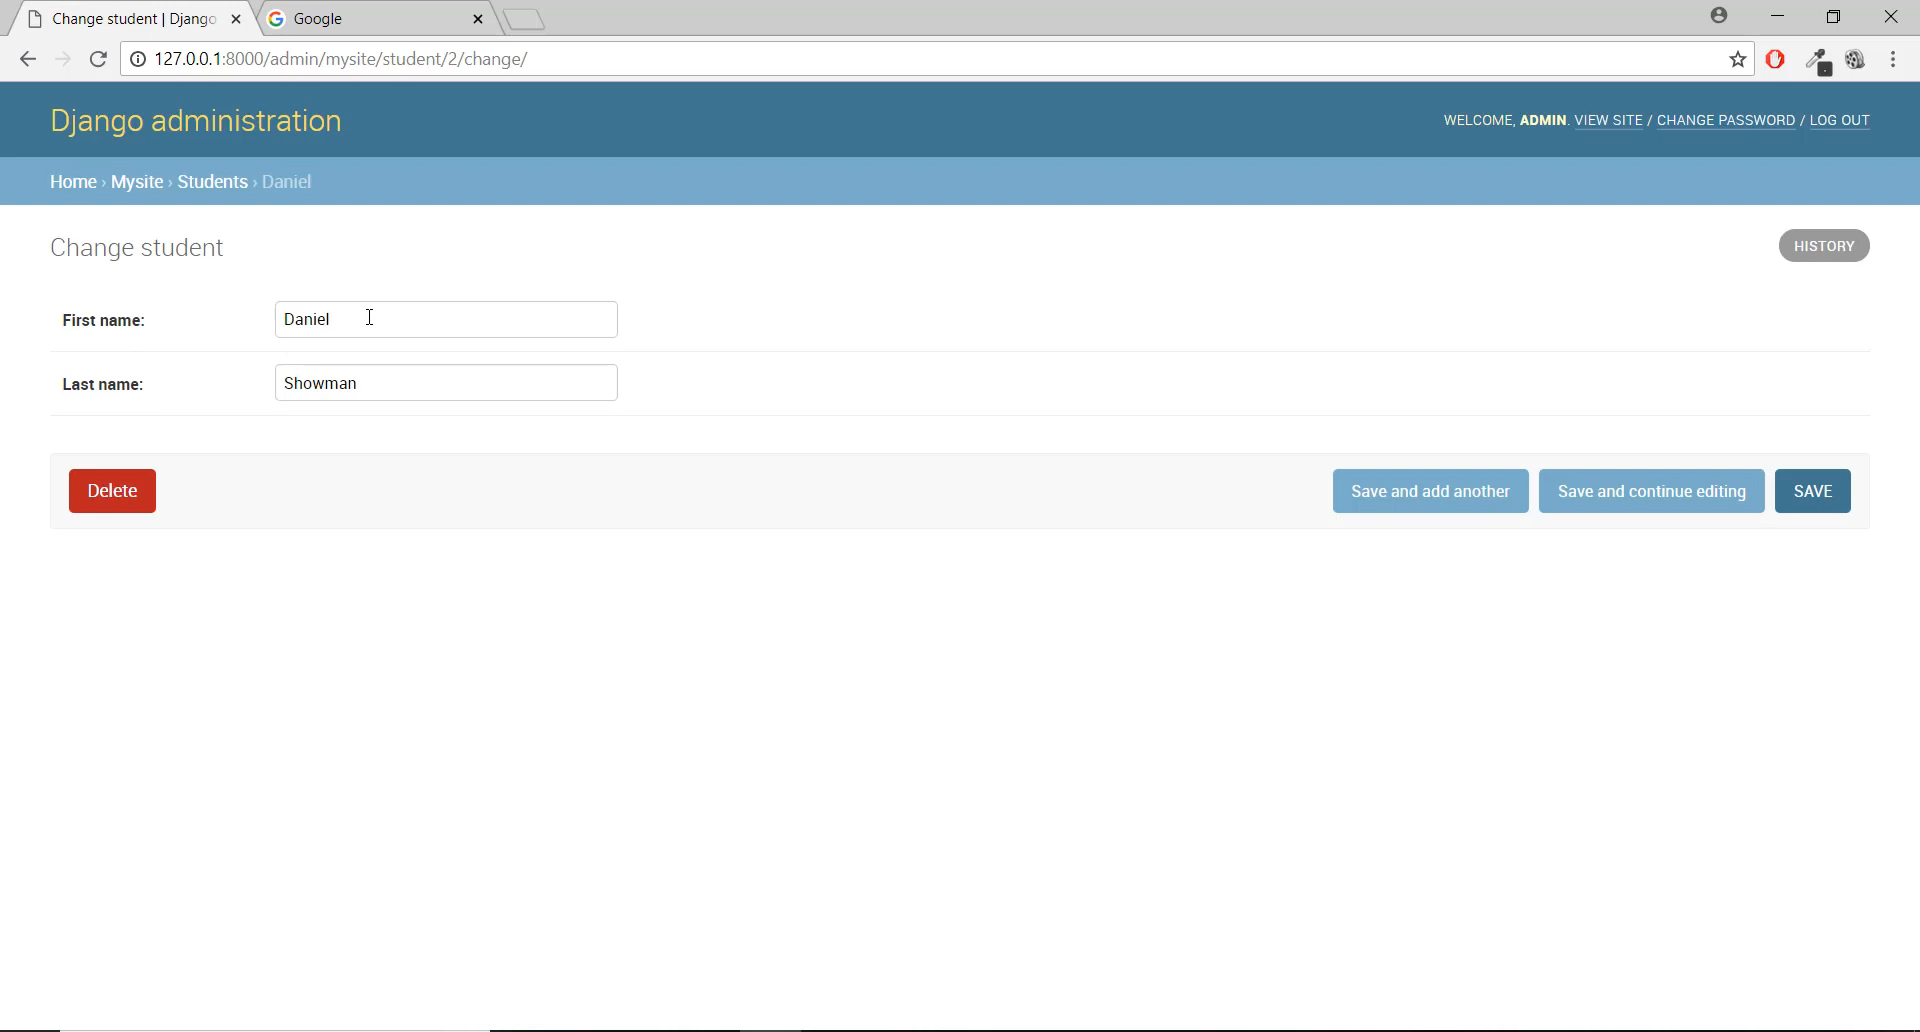 Change student | Django
Google
127.0.0.1:8000/admin/mysite/student/2/change/
Django administration
WELCOME, ADMIN. VIEW SITE / CHANGE PASSWORD / LOG OUT
Home › Mysite › Students › Daniel
Change student
HISTORY
First name:
Daniel
Last name:
Showman
Delete
Save and add another
Save and continue editing
SAVE